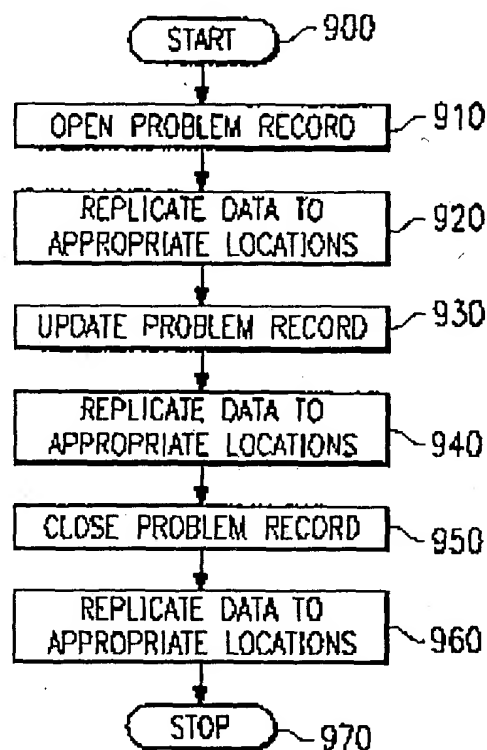 START
900
OPEN PROBLEM RECORD
910
REPLICATE DATA TO
APPROPRIATE LOCATIONS
920
UPDATE PROBLEM RECORD
930
REPLICATE DATA TO
APPROPRIATE LOCATIONS
940
CLOSE PROBLEM RECORD
950
REPLICATE DATA TO
APPROPRIATE LOCATIONS
960
STOP
970